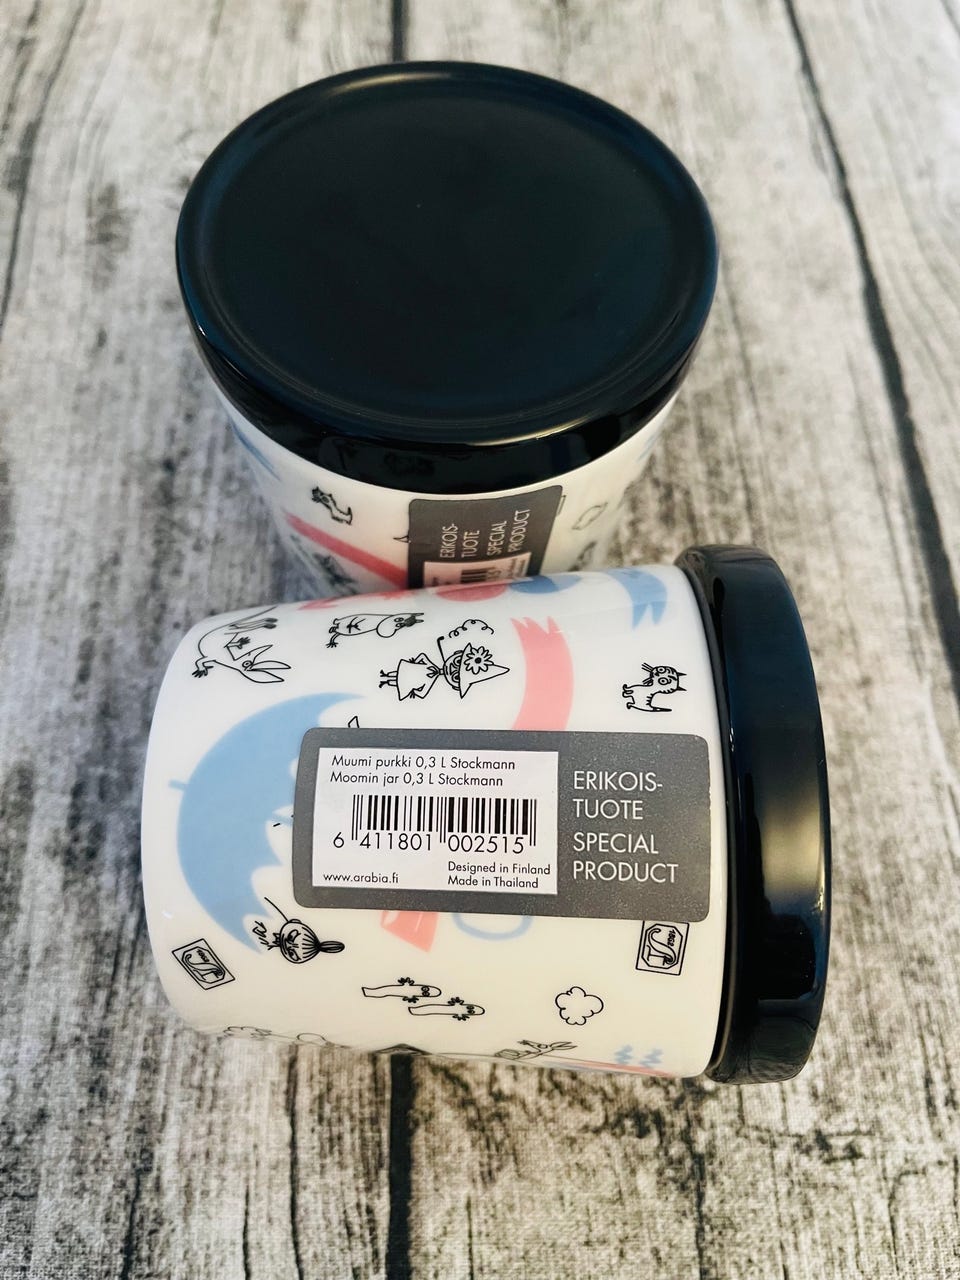 ERIKOIS-
TUOTE
SPECIAL
PRODUCT
Muumi purkki 0,3 L Stockmann
Moomin jar 0,3 L Stockmann
6 411801 002515
Designed in Finland
www.arabia.fi Made in Thailand
ERIKOIS-
TUOTE
SPECIAL
PRODUCT